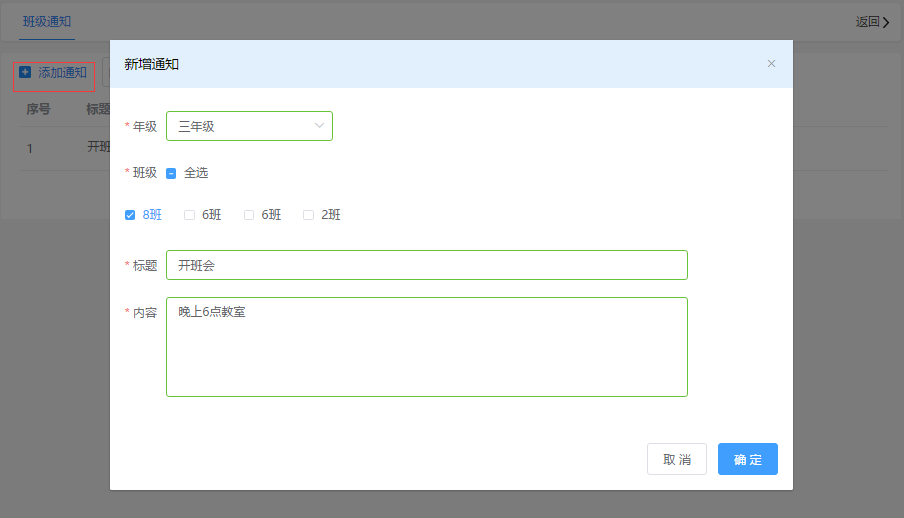 班级通知
返回
添加通知
序号 标题
1 开班
新增通知
* 年级 三年级
* 班级 全选
8班 6班 6班 2班
* 标题 开班会
* 内容 晚上6点教室
取 消 确 定